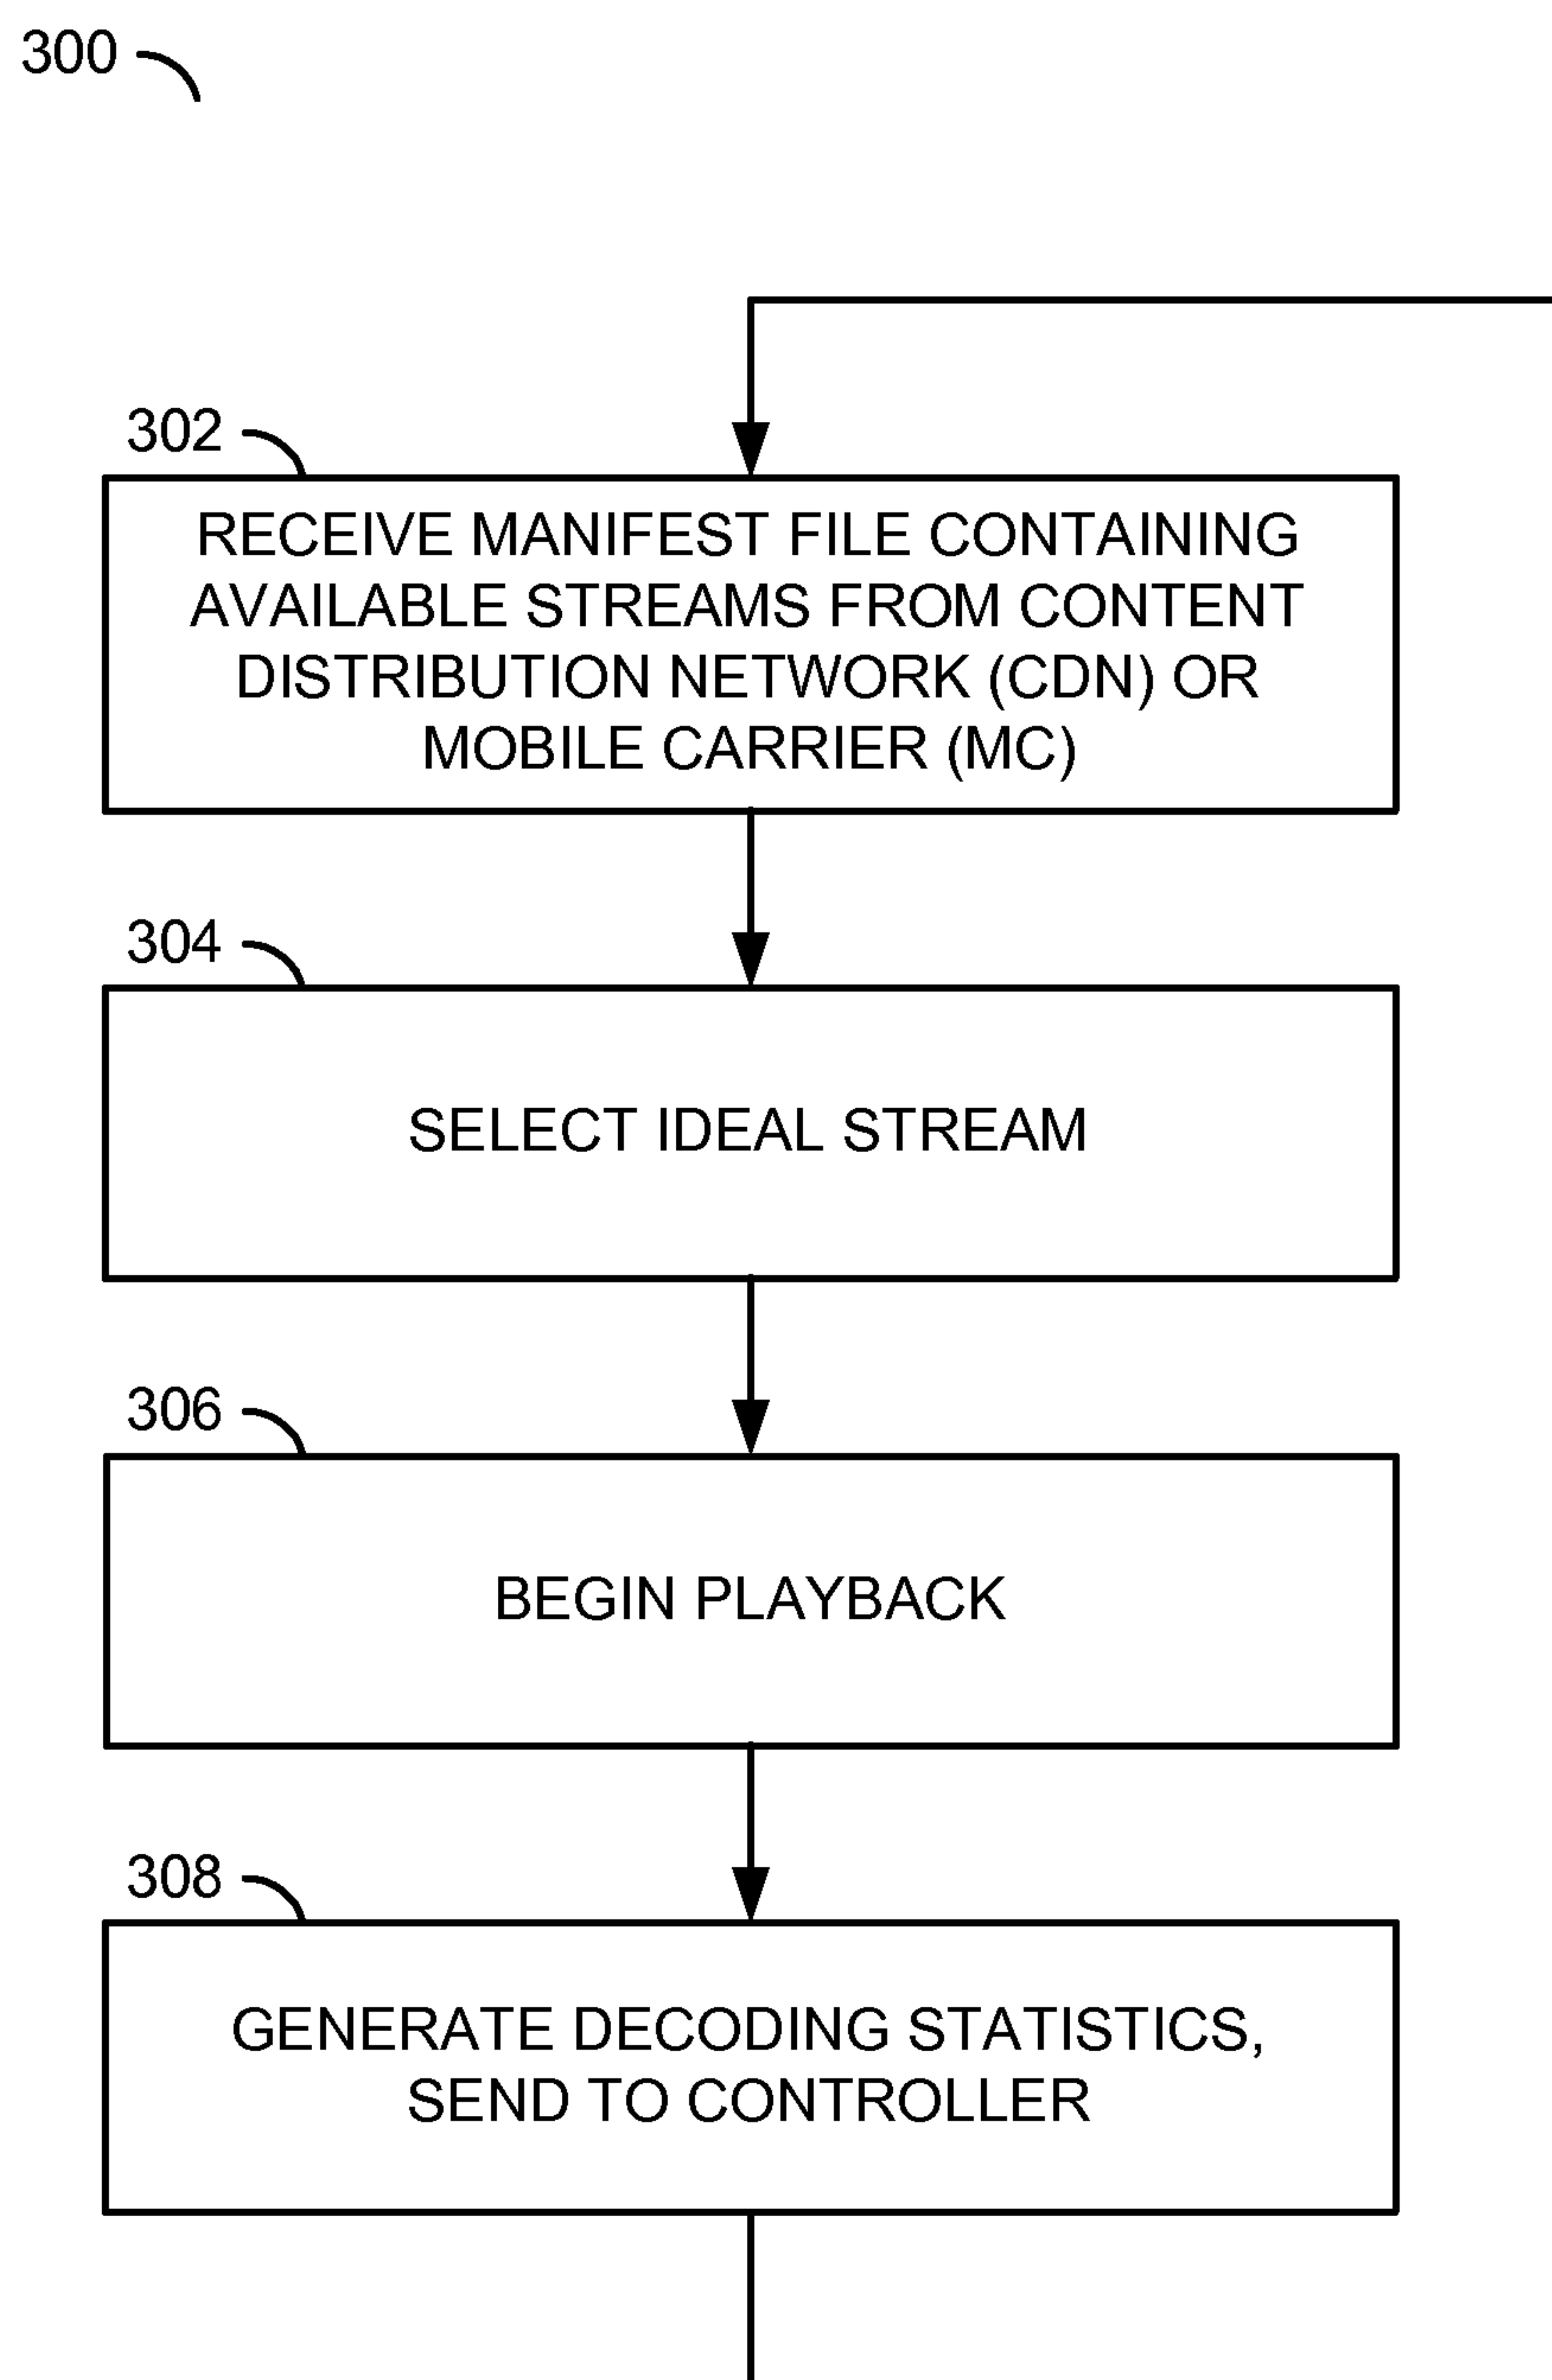 300
302
RECEIVE MANIFEST FILE CONTAINING
AVAILABLE STREAMS FROM CONTENT
DISTRIBUTION NETWORK (CDN) OR
MOBILE CARRIER (MC)
304
SELECT IDEAL STREAM
306
BEGIN PLAYBACK
308
GENERATE DECODING STATISTICS,
SEND TO CONTROLLER